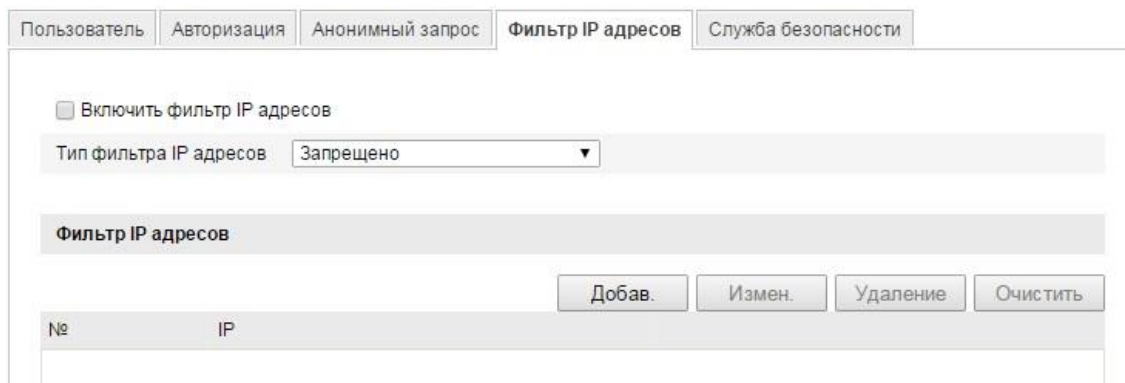 Пользователь Авторизация Анонимный запрос Фильтр IP адресов Служба безопасности
Включить фильтр IP адресов
Тип фильтра IP адресов Запрещено
Фильтр IP адресов
Добав. Измен. Удаление Очистить
№ IP